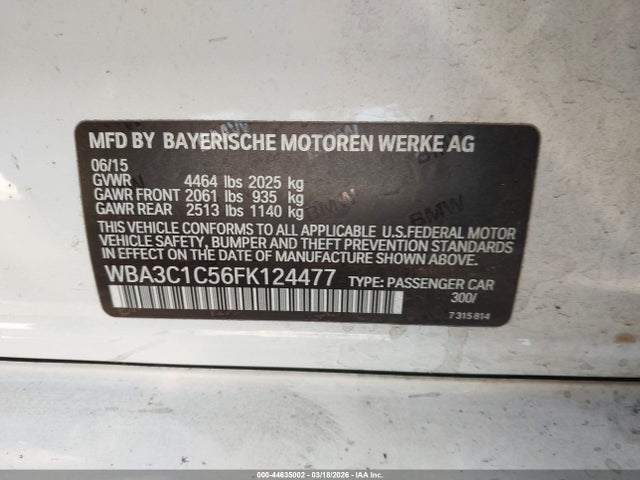 MFD BY BAYERISCHE MOTOREN WERKE AG
06/15
GVWR 4464 lbs 2025 kg
GAWR FRONT 2061 lbs 935 kg
GAWR REAR 2513 lbs 1140 kg
THIS VEHICLE CONFORMS TO ALL APPLICABLE U.S.FEDERAL MOTOR
VEHICLE SAFETY, BUMPER AND THEFT PREVENTION STANDARDS
IN EFFECT ON THE DATE OF MANUFACTURE SHOWN ABOVE.
WBA3C1C56FK124477 TYPE: PASSENGER CAR
300/
7 315 814
BMW
000-44635002 | 03/18/2026 | IAA Inc.